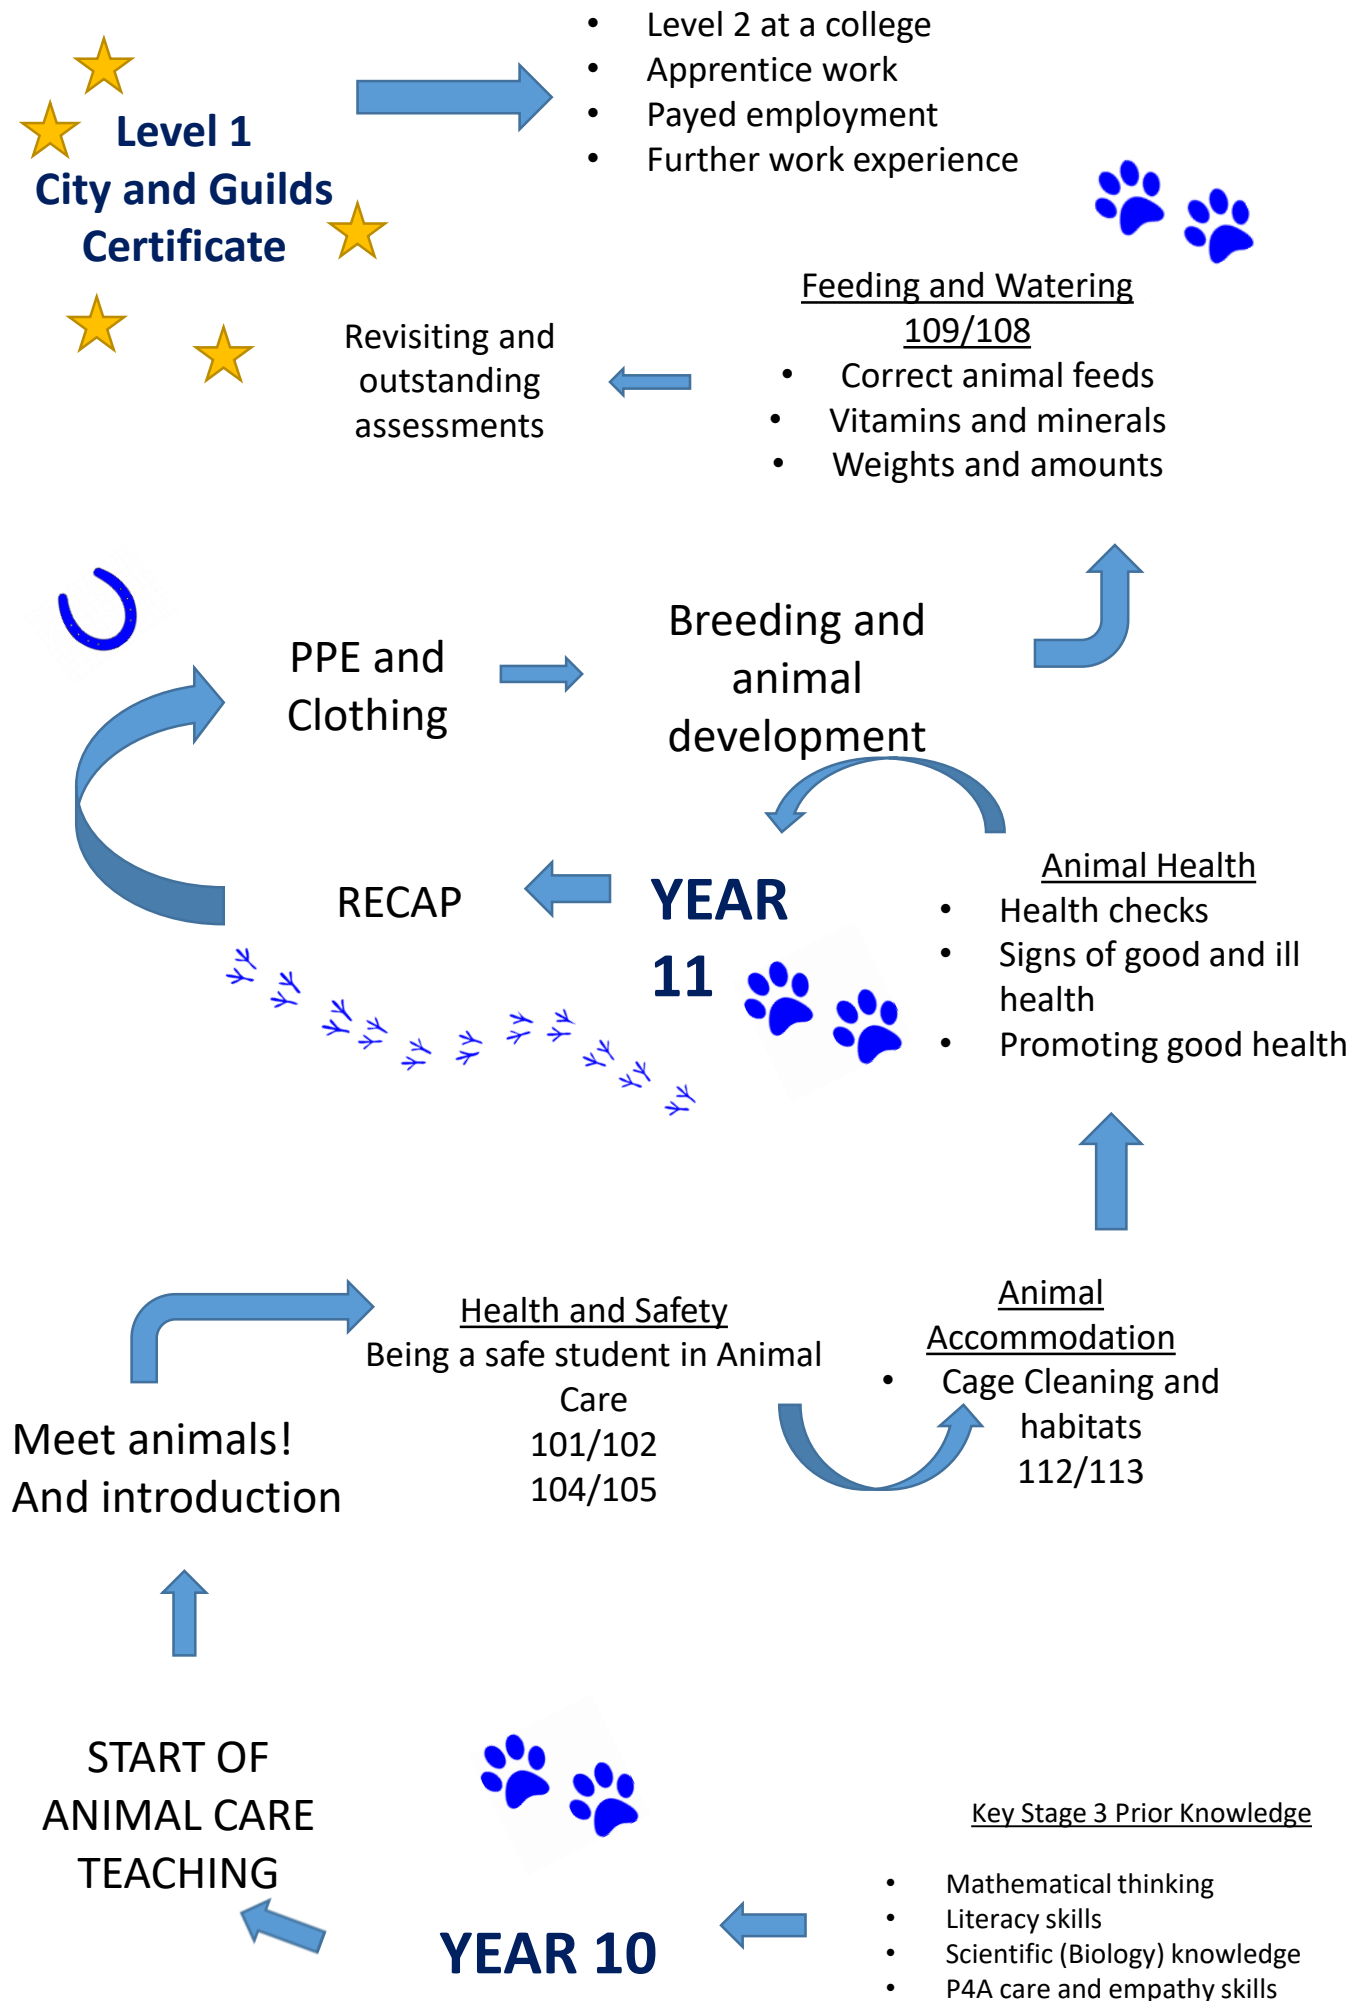 • Level 2 at a college
• Apprentice work
• Payed employment
• Further work experience
Level 1
City and Guilds
Certificate
Feeding and Watering
109/108
• Correct animal feeds
• Vitamins and minerals
• Weights and amounts
Revisiting and
outstanding
assessments
PPE and
Clothing
Breeding and
animal
development
RECAP
YEAR
11
Animal Health
• Health checks
• Signs of good and ill
health
• Promoting good health
Health and Safety
Being a safe student in Animal
Care
101/102
104/105
Animal
Accommodation
• Cage Cleaning and
habitats
112/113
Meet animals!
And introduction
START OF
ANIMAL CARE
TEACHING
YEAR 10
Key Stage 3 Prior Knowledge
• Mathematical thinking
• Literacy skills
• Scientific (Biology) knowledge
• P4A care and empathy skills